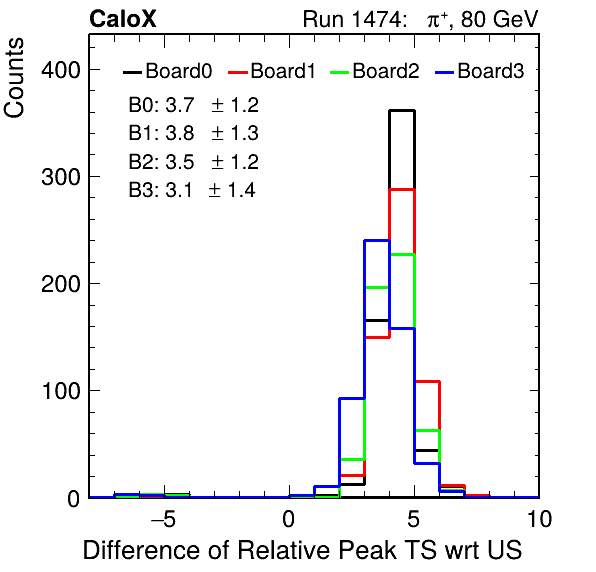 CaloX Run 1474: π⁺, 80 GeV
Counts
Board0 Board1 Board2 Board3
B0: 3.7 ± 1.2
B1: 3.8 ± 1.3
B2: 3.5 ± 1.2
B3: 3.1 ± 1.4
400
300
200
100
0
−5 0 5 10
Difference of Relative Peak TS wrt US